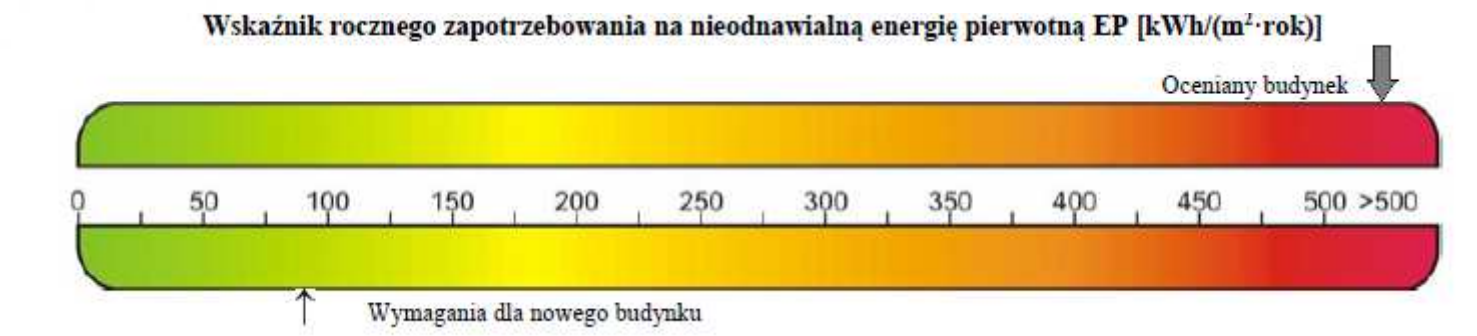 Wskaźnik rocznego zapotrzebowania na nieodnawialną energię pierwotną EP [kWh/(m²·rok)]
Oceniany budynek
0 50 100 150 200 250 300 350 400 450 500 >500
Wymagania dla nowego budynku